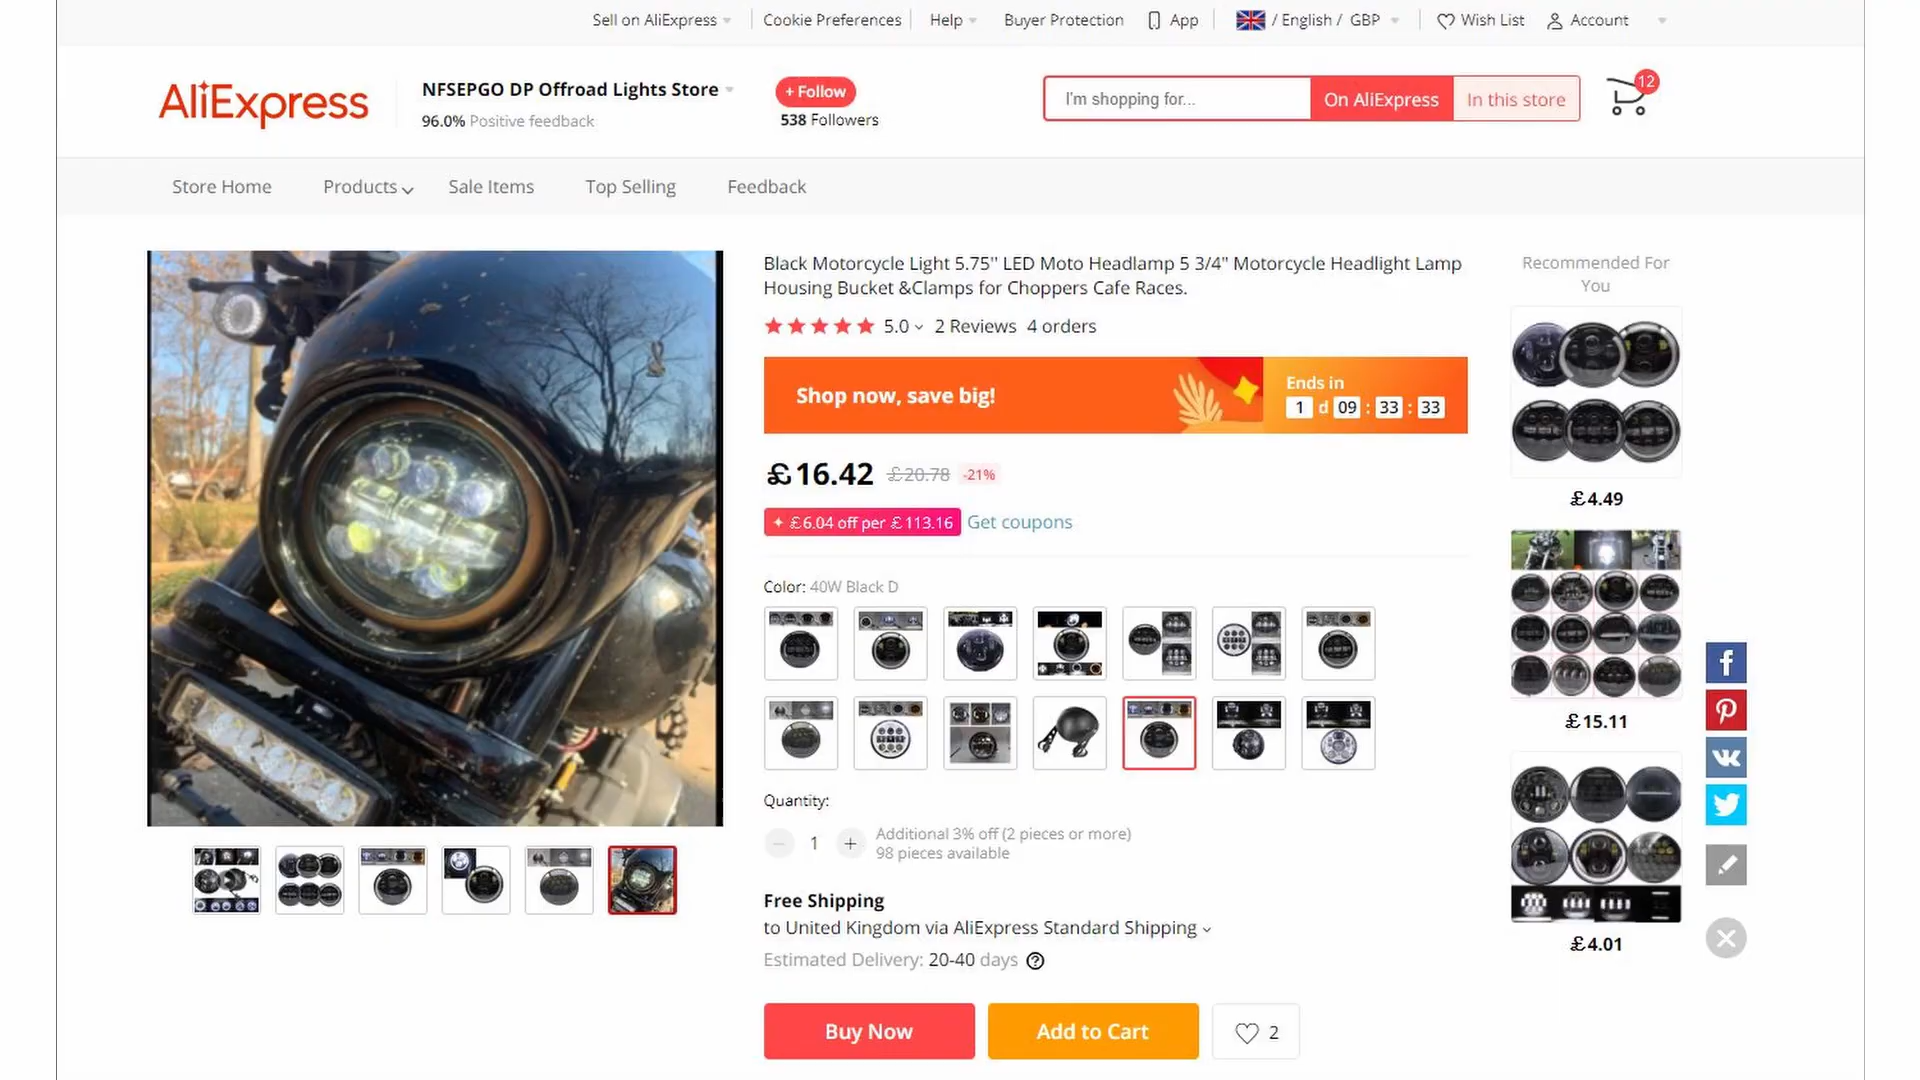 Sell on AliExpress
Cookie Preferences
Help
Buyer Protection
App
/ English / GBP
Wish List
Account
AliExpress
NFSEPGO DP Offroad Lights Store
96.0% Positive feedback
+ Follow
538 Followers
I'm shopping for...
On AliExpress
In this store
12
Store Home
Products
Sale Items
Top Selling
Feedback
Black Motorcycle Light 5.75'' LED Moto Headlamp 5 3/4" Motorcycle Headlight Lamp
Housing Bucket &Clamps for Choppers Cafe Races.
5.0
2 Reviews
4 orders
Shop now, save big!
Ends in
1 d 09 : 33 : 33
£16.42 £20.78 -21%
£6.04 off per £113.16 Get coupons
Color: 40W Black D
Quantity:
1
Additional 3% off (2 pieces or more)
98 pieces available
Free Shipping
to United Kingdom via AliExpress Standard Shipping
Estimated Delivery: 20-40 days
Buy Now
Add to Cart
2
Recommended For
You
£4.49
£15.11
£4.01